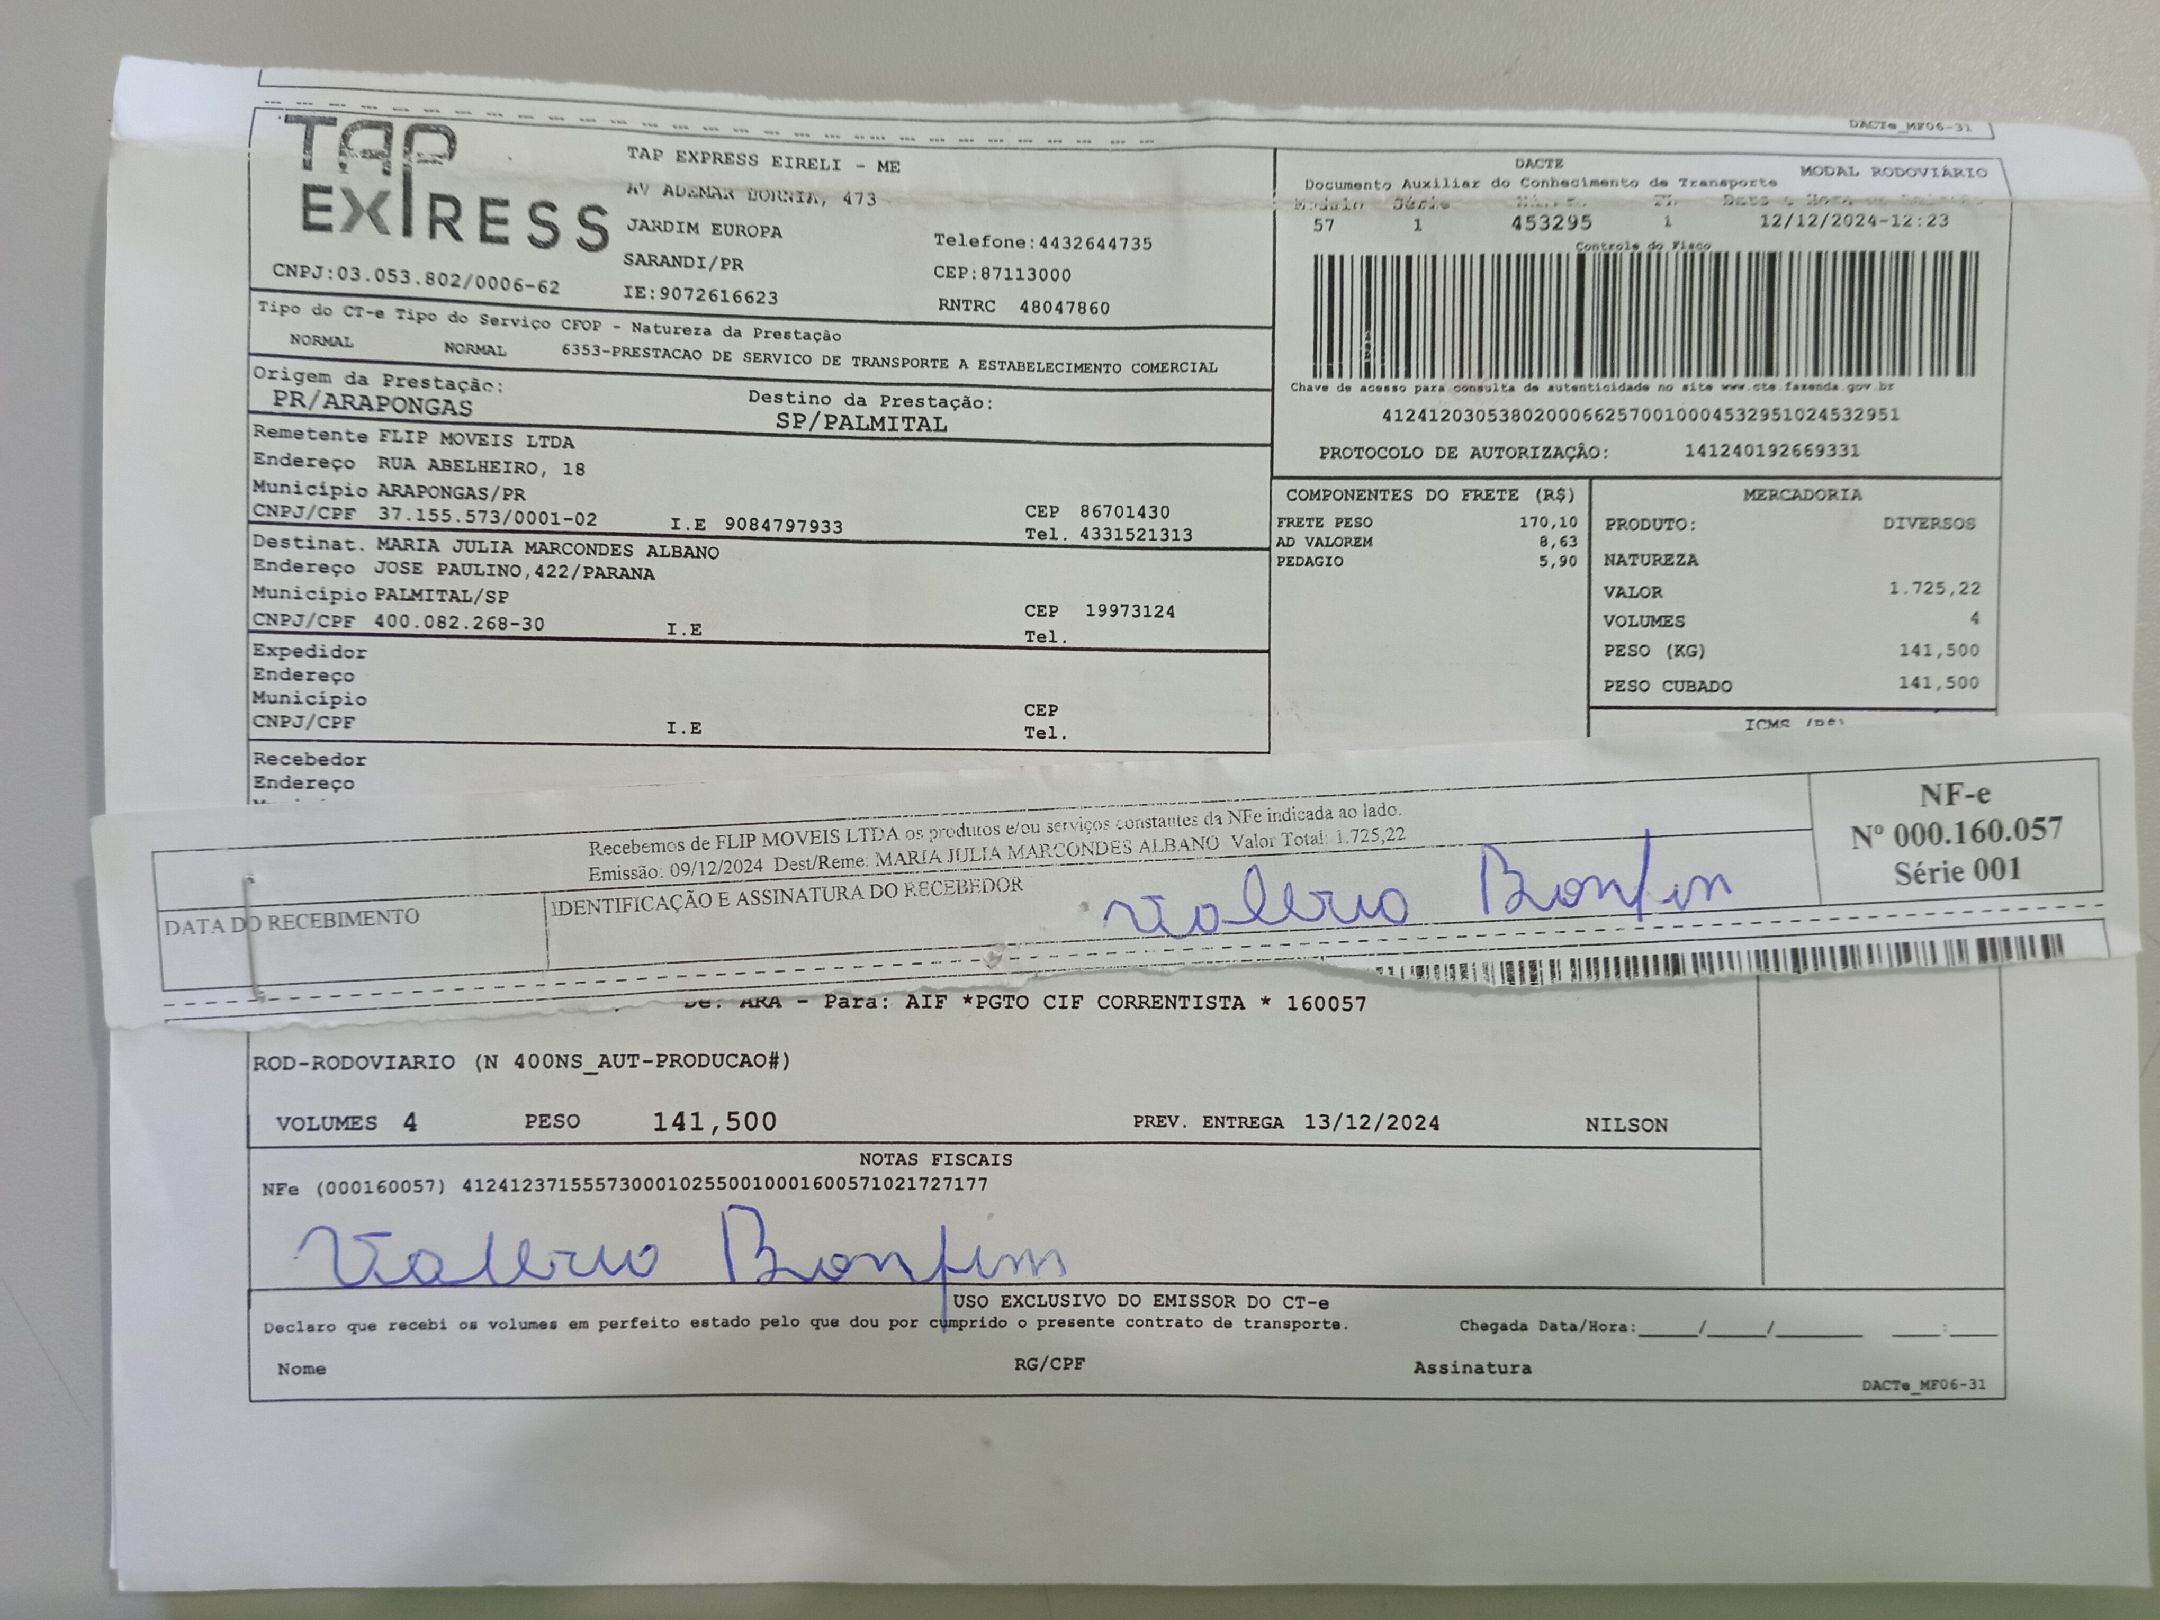 DACTe_MF06-31
TAP EXPRESS
TAP EXPRESS EIRELI - ME
AV ADEMAR BORNIA, 473
JARDIM EUROPA
SARANDI/PR
IE:9072616623
Telefone:4432644735
CEP:87113000
RNTRC 48047860
CNPJ:03.053.802/0006-62
DACTE
MODAL RODOVIÁRIO
Documento Auxiliar do Conhecimento de Transporte
Modelo Série
57 1 453295 1 12/12/2024-12:23
Controle do Fisco
Chave de acesso para consulta de autenticidade no site www.cte.fazenda.gov.br
41241203053802000662570010004532951024532951
PROTOCOLO DE AUTORIZAÇÂO: 141240192669331
Tipo do CT-e Tipo do Serviço CFOP - Natureza da Prestação
NORMAL NORMAL 6353-PRESTACAO DE SERVICO DE TRANSPORTE A ESTABELECIMENTO COMERCIAL
Origem da Prestação: Destino da Prestação:
PR/ARAPONGAS SP/PALMITAL
Remetente FLIP MOVEIS LTDA
Endereço RUA ABELHEIRO, 18
Município ARAPONGAS/PR CEP 86701430
CNPJ/CPF 37.155.573/0001-02 I.E 9084797933 Tel. 4331521313
Destinat. MARIA JULIA MARCONDES ALBANO
Endereço JOSE PAULINO,422/PARANA
Município PALMITAL/SP CEP 19973124
CNPJ/CPF 400.082.268-30 I.E Tel.
Expedidor
Endereço
Município CEP
CNPJ/CPF I.E Tel.
Recebedor
Endereço
COMPONENTES DO FRETE (R$)
FRETE PESO 170,10
AD VALOREM 8,63
PEDAGIO 5,90
MERCADORIA
PRODUTO: DIVERSOS
NATUREZA
VALOR 1.725,22
VOLUMES 4
PESO (KG) 141,500
PESO CUBADO 141,500
ICMS (R$)
Recebemos de FLIP MOVEIS LTDA os produtos e/ou serviços constantes da NFe indicada ao lado.
Emissão: 09/12/2024 Dest/Reme: MARIA JULIA MARCONDES ALBANO Valor Total: 1.725,22
DATA DO RECEBIMENTO
IDENTIFICAÇÃO E ASSINATURA DO RECEBEDOR
Valerio Bonfin
NF-e
Nº 000.160.057
Série 001
De: ARA - Para: AIF *PGTO CIF CORRENTISTA * 160057
ROD-RODOVIARIO (N 400NS_AUT-PRODUCAO#)
VOLUMES 4 PESO 141,500 PREV. ENTREGA 13/12/2024 NILSON
NOTAS FISCAIS
NFe (000160057) 41241237155573000102550010001600571021727177
Valerio Bonfim
USO EXCLUSIVO DO EMISSOR DO CT-e
Declaro que recebi os volumes em perfeito estado pelo que dou por cumprido o presente contrato de transporte. Chegada Data/Hora:____/____/______ ___:___
Nome RG/CPF Assinatura
DACTe_MF06-31